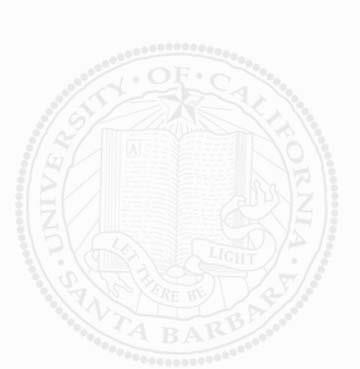 UNIVERSITY · OF · CALIFORNIA ·
SANTA BARBARA ·
A
LET THERE BE LIGHT